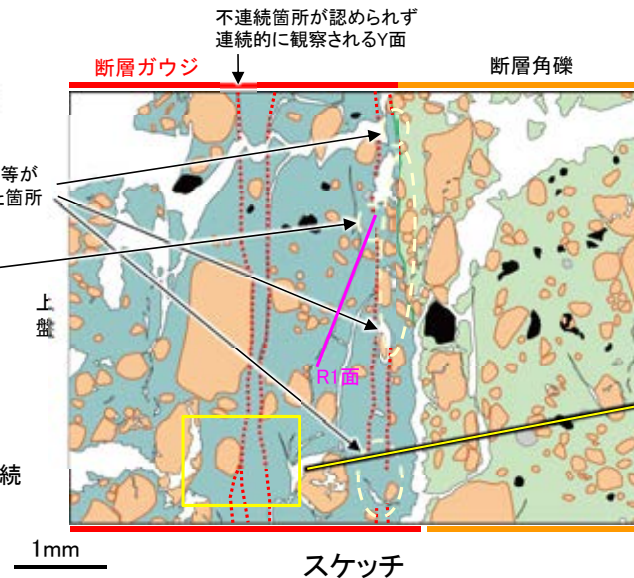 不連続箇所が認められず
連続的に観察されるY面
断層ガウジ
断層角礫
等が
箇所
上
盤
R1面
続
1mm
スケッチ